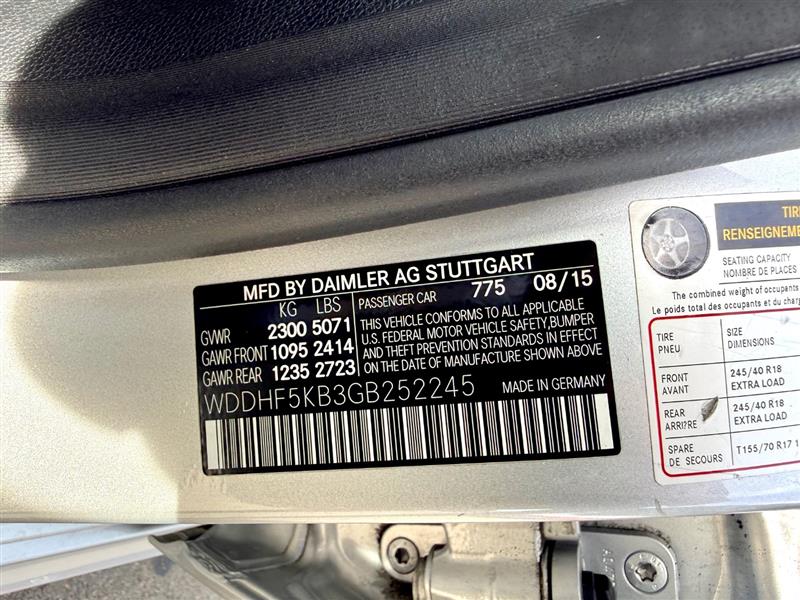 MFD BY DAIMLER AG STUTTGART
KG LBS
GVWR 2300 5071
GAWR FRONT 1095 2414
GAWR REAR 1235 2723
PASSENGER CAR 775 08/15
THIS VEHICLE CONFORMS TO ALL APPLICABLE
U.S. FEDERAL MOTOR VEHICLE SAFETY,BUMPER
AND THEFT PREVENTION STANDARDS IN EFFECT
ON THE DATE OF MANUFACTURE SHOWN ABOVE
WDDHF5KB3GB252245 MADE IN GERMANY
RENSEIGNEME
SEATING CAPACITY
NOMBRE DE PLACES
The combined weight of occupants
Le poids total des occupants et du
TIRE
PNEU
SIZE
DIMENSIONS
FRONT
AVANT
245/40 R18
EXTRA LOAD
REAR
ARRI?RE
245/40 R18
EXTRA LOAD
SPARE
DE SECOURS
T155/70 R17